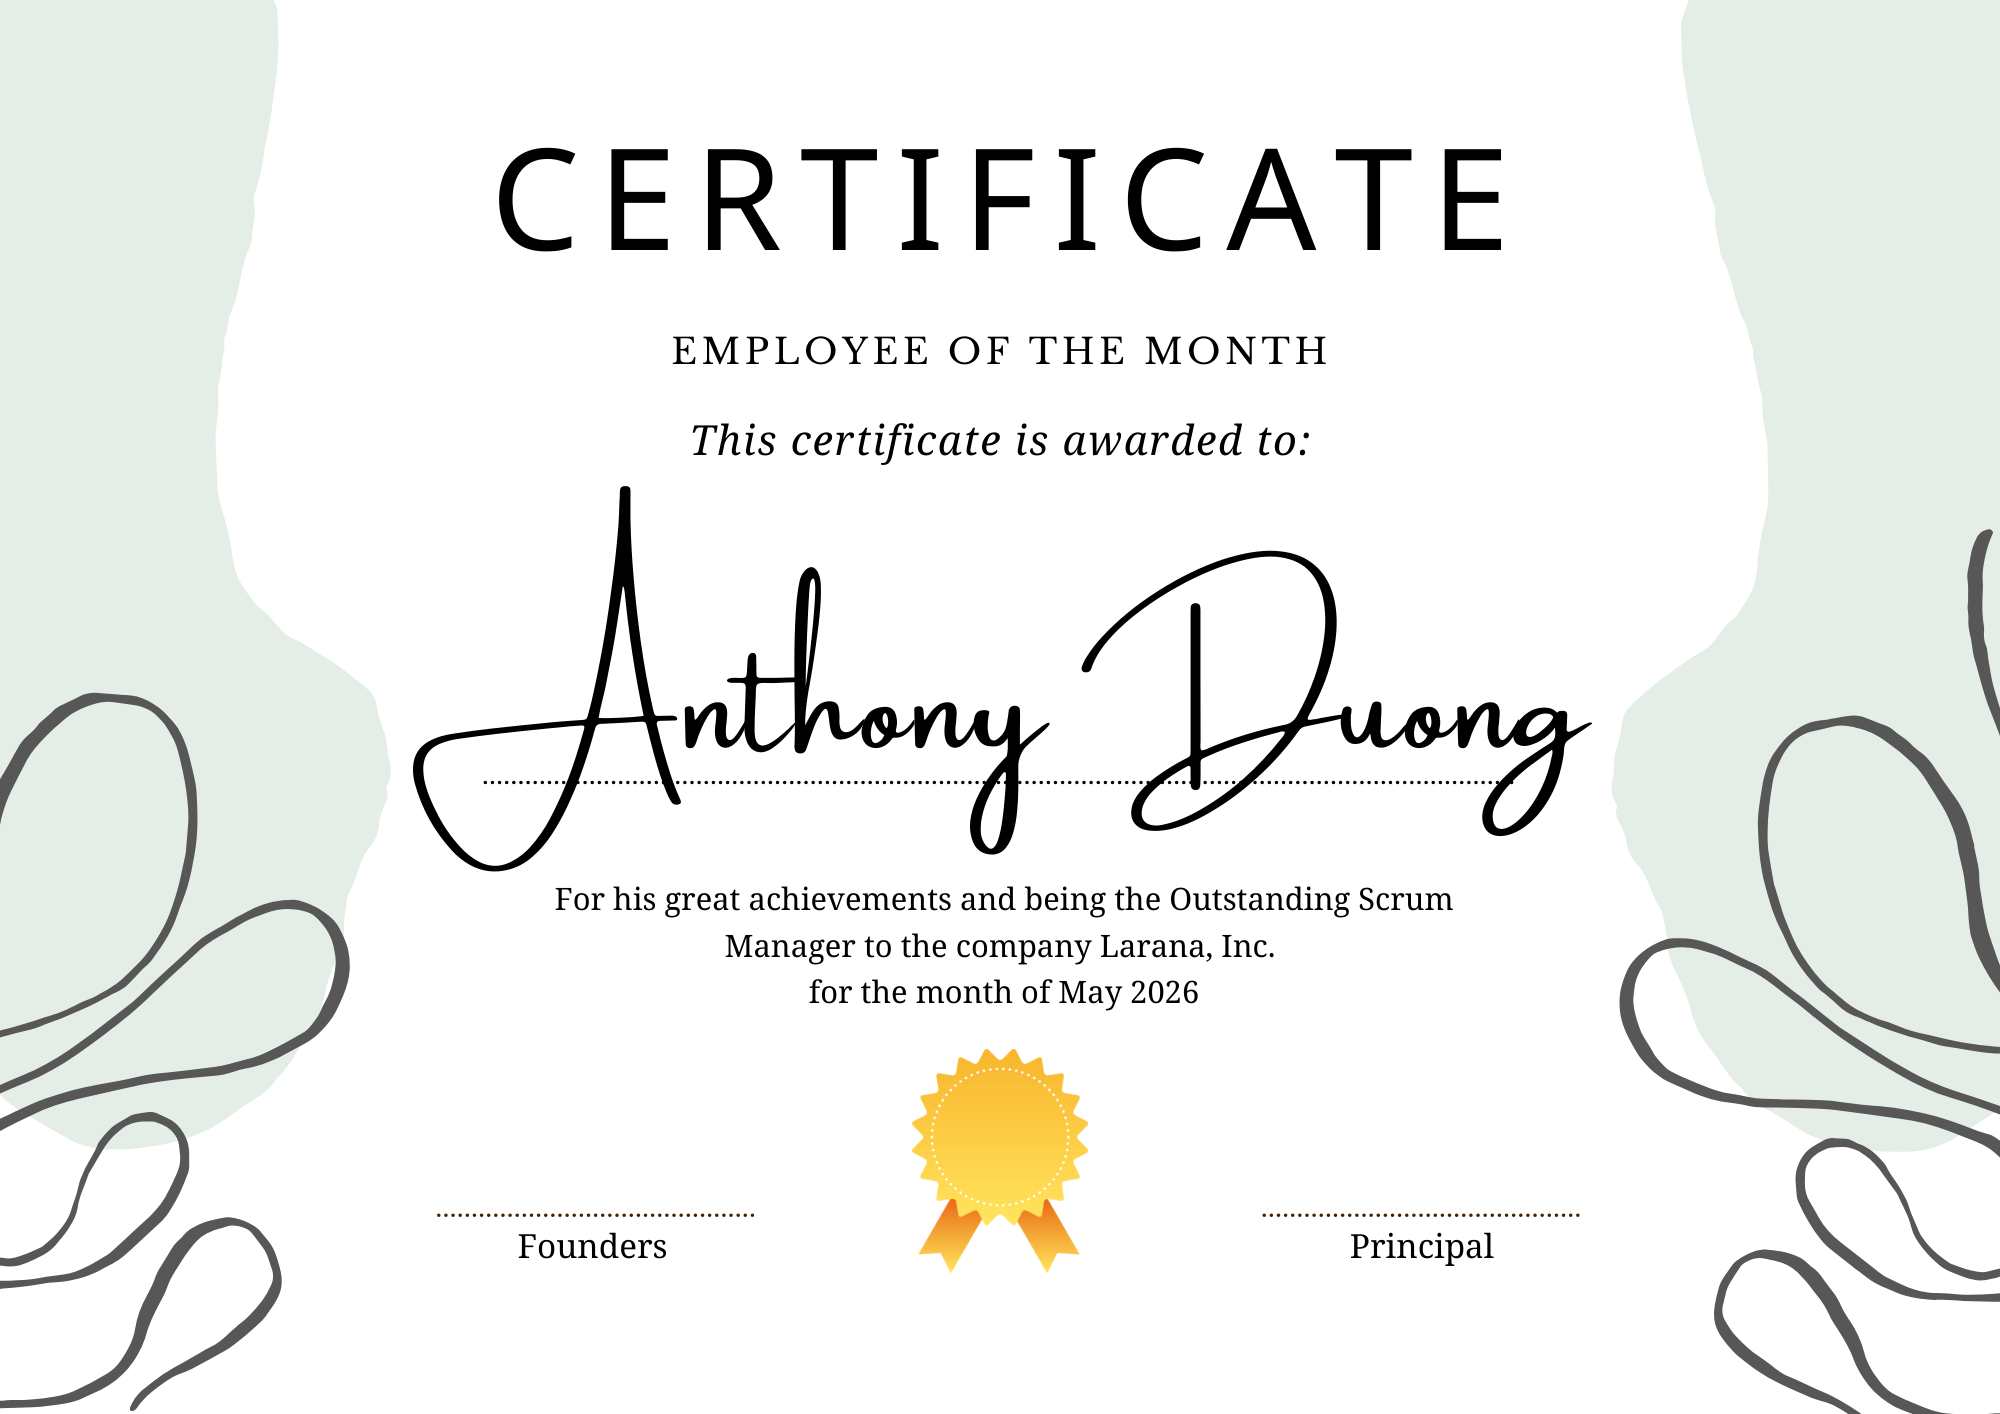 CERTIFICATE
EMPLOYEE OF THE MONTH
This certificate is awarded to:
Anthony Duong
For his great achievements and being the Outstanding Scrum
Manager to the company Larana, Inc.
for the month of May 2026
Founders
Principal